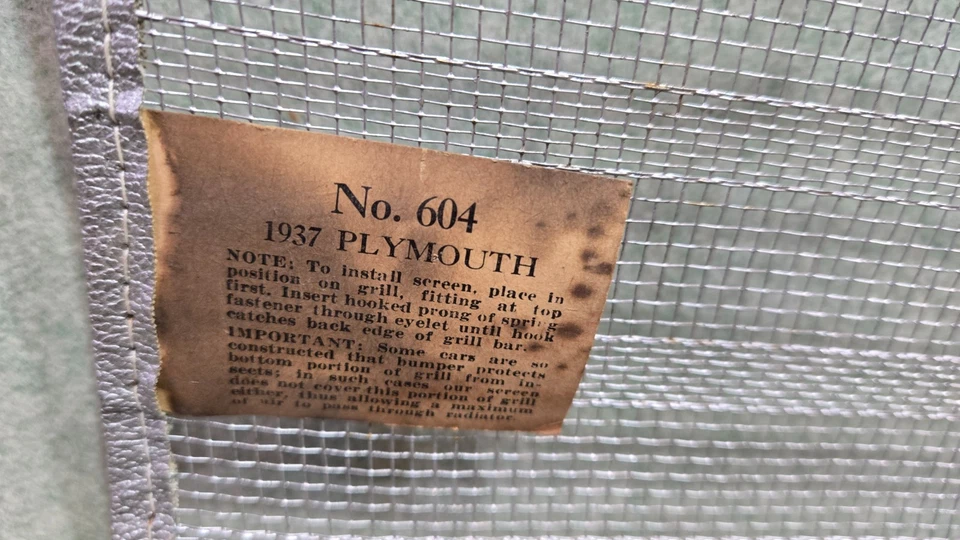 No. 604
1937 PLYMOUTH
NOTE: To install screen, place in
position on grill, fitting at top
first. Insert hooked prong of spring
fastener through eyelet until hook
catches back edge of grill bar.
IMPORTANT: Some cars are so
constructed that bumper protects
bottom portion of grill from in-
sects; in such cases our screen
does not cover this portion of grill
either, thus allowing a maximum
of air to pass through radiator.